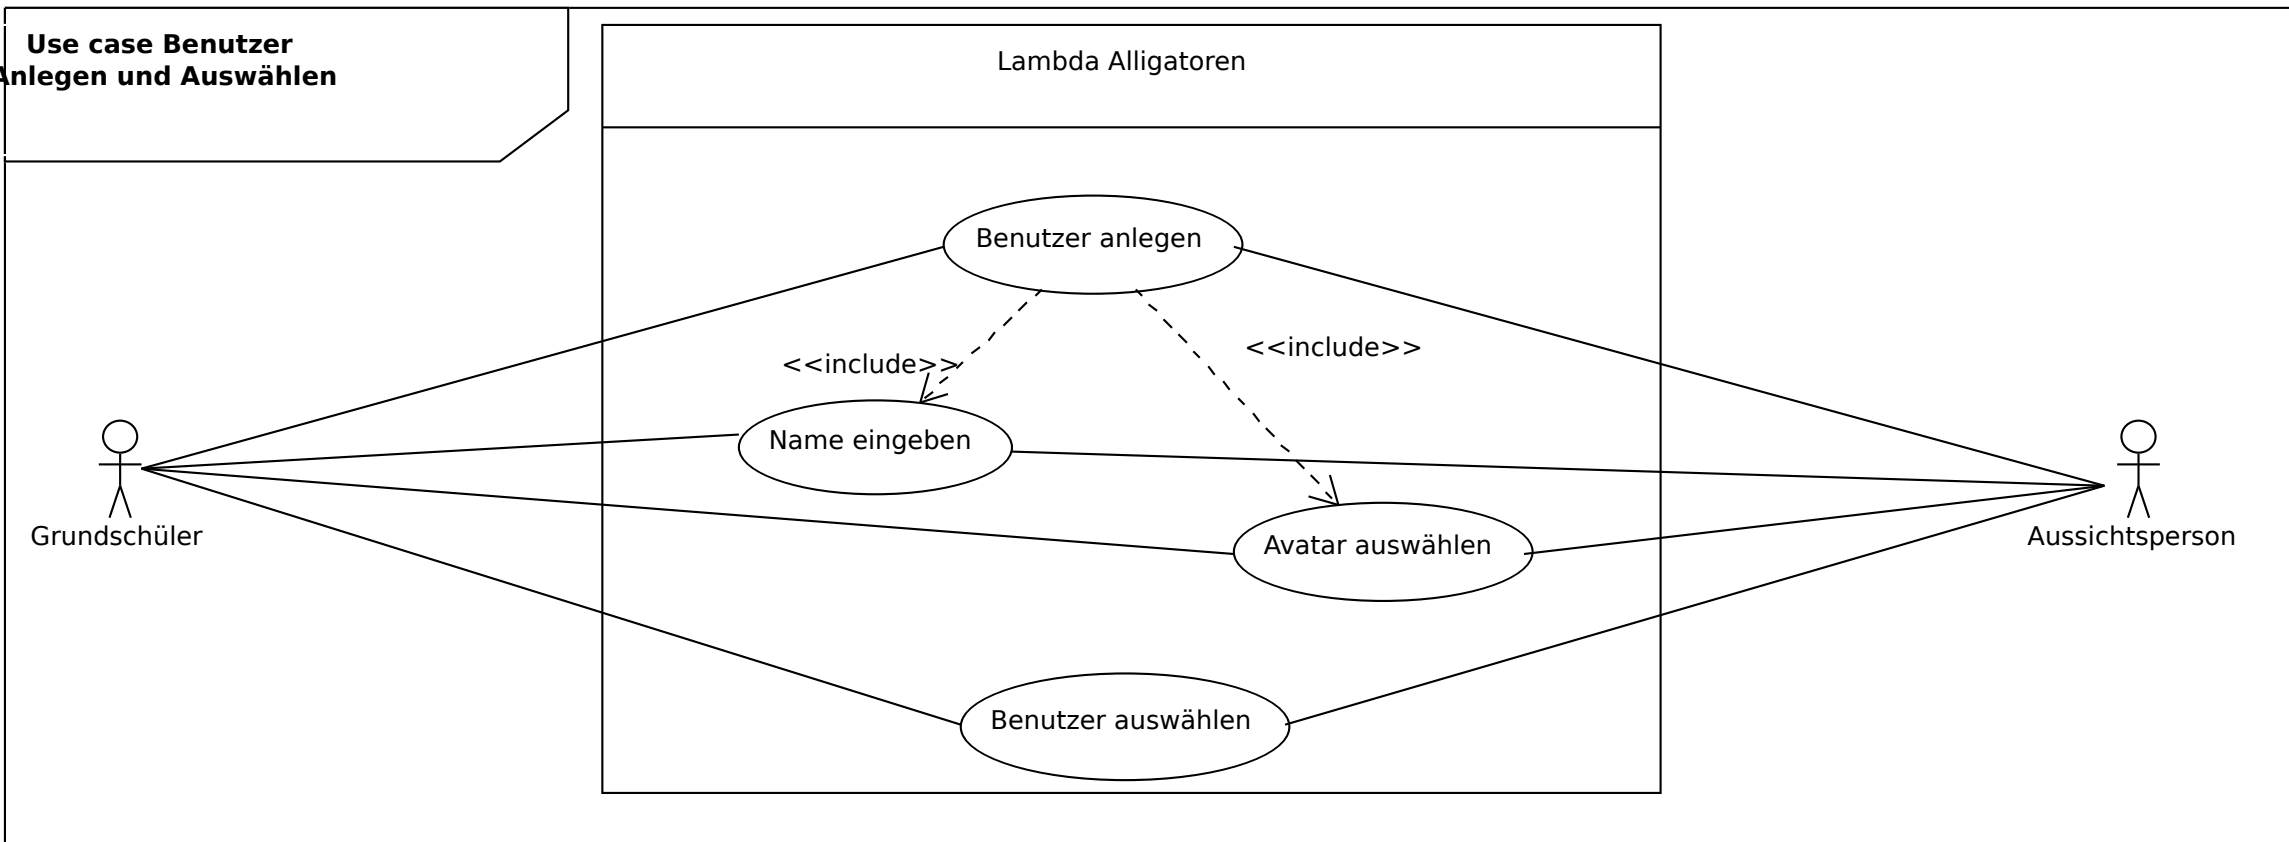 Use case Benutzer
Anlegen und Auswählen
Lambda Alligatoren
Benutzer anlegen
<<include>>
<<include>>
Name eingeben
Grundschüler
Aussichtsperson
Avatar auswählen
Benutzer auswählen